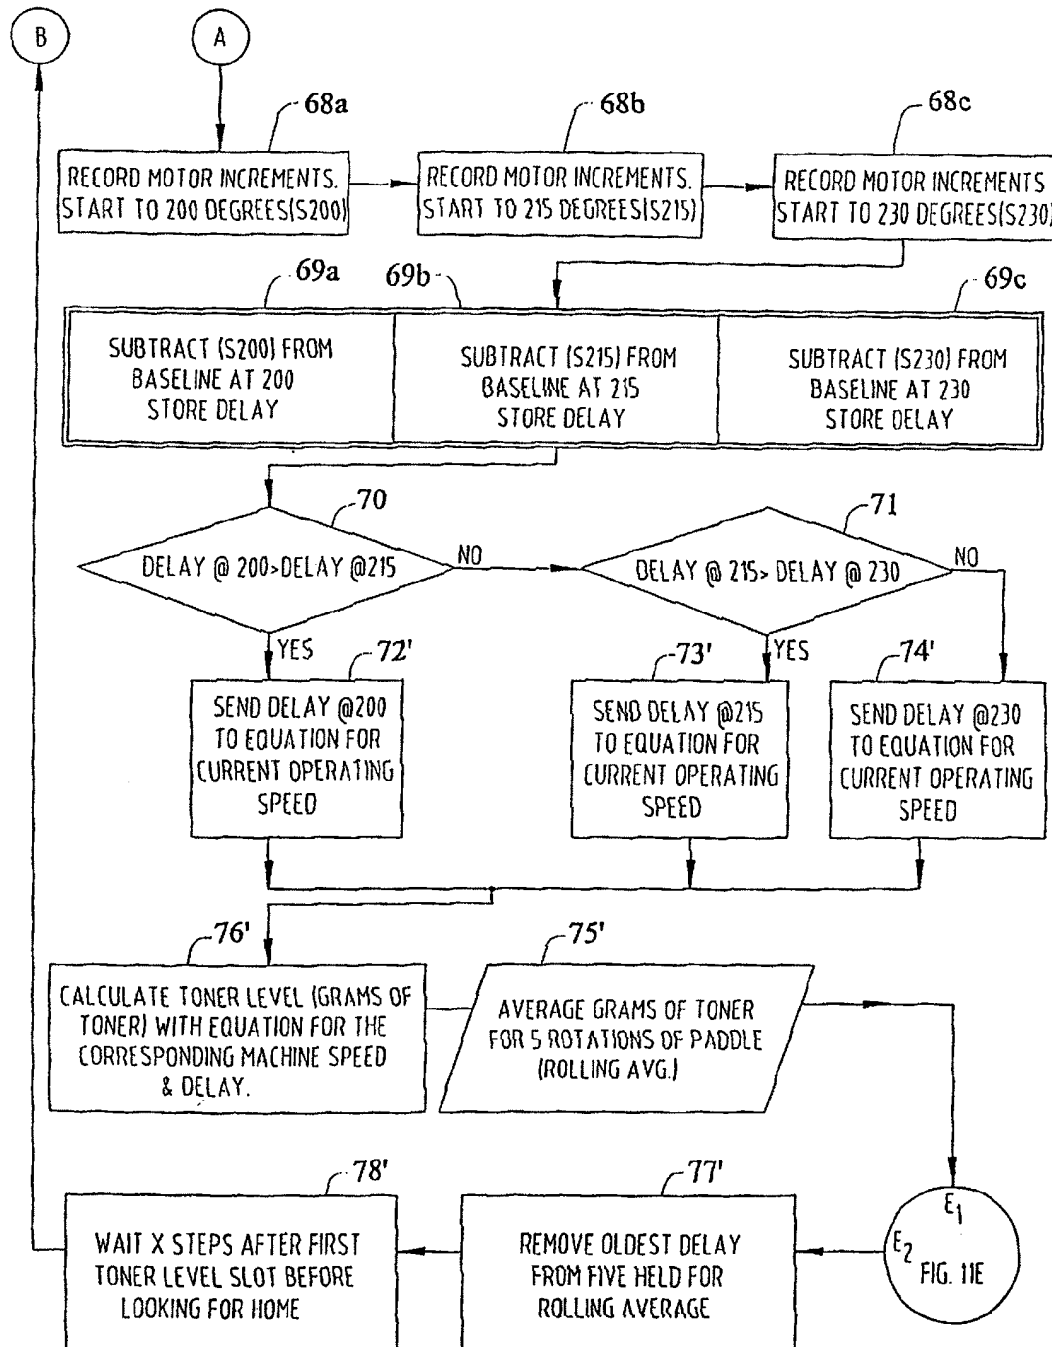 B
A
68a
68b
68c
RECORD MOTOR INCREMENTS.
START TO 200 DEGREES(S200)
RECORD MOTOR INCREMENTS.
START TO 215 DEGREES(S215)
RECORD MOTOR INCREMENTS
START TO 230 DEGREES(S230)
69a
69b
69c
SUBTRACT (S200) FROM
BASELINE AT 200
STORE DELAY
SUBTRACT (S215) FROM
BASELINE AT 215
STORE DELAY
SUBTRACT (S230) FROM
BASELINE AT 230
STORE DELAY
70
DELAY @ 200>DELAY @215
NO
YES
71
DELAY @ 215> DELAY @ 230
NO
YES
72'
SEND DELAY @200
TO EQUATION FOR
CURRENT OPERATING
SPEED
73'
SEND DELAY @215
TO EQUATION FOR
CURRENT OPERATING
SPEED
74'
SEND DELAY @230
TO EQUATION FOR
CURRENT OPERATING
SPEED
76'
CALCULATE TONER LEVEL (GRAMS OF
TONER) WITH EQUATION FOR THE
CORRESPONDING MACHINE SPEED
& DELAY.
75'
AVERAGE GRAMS OF TONER
FOR 5 ROTATIONS OF PADDLE
(ROLLING AVG.)
E1
E2
FIG. 11E
77'
REMOVE OLDEST DELAY
FROM FIVE HELD FOR
ROLLING AVERAGE
78'
WAIT X STEPS AFTER FIRST
TONER LEVEL SLOT BEFORE
LOOKING FOR HOME